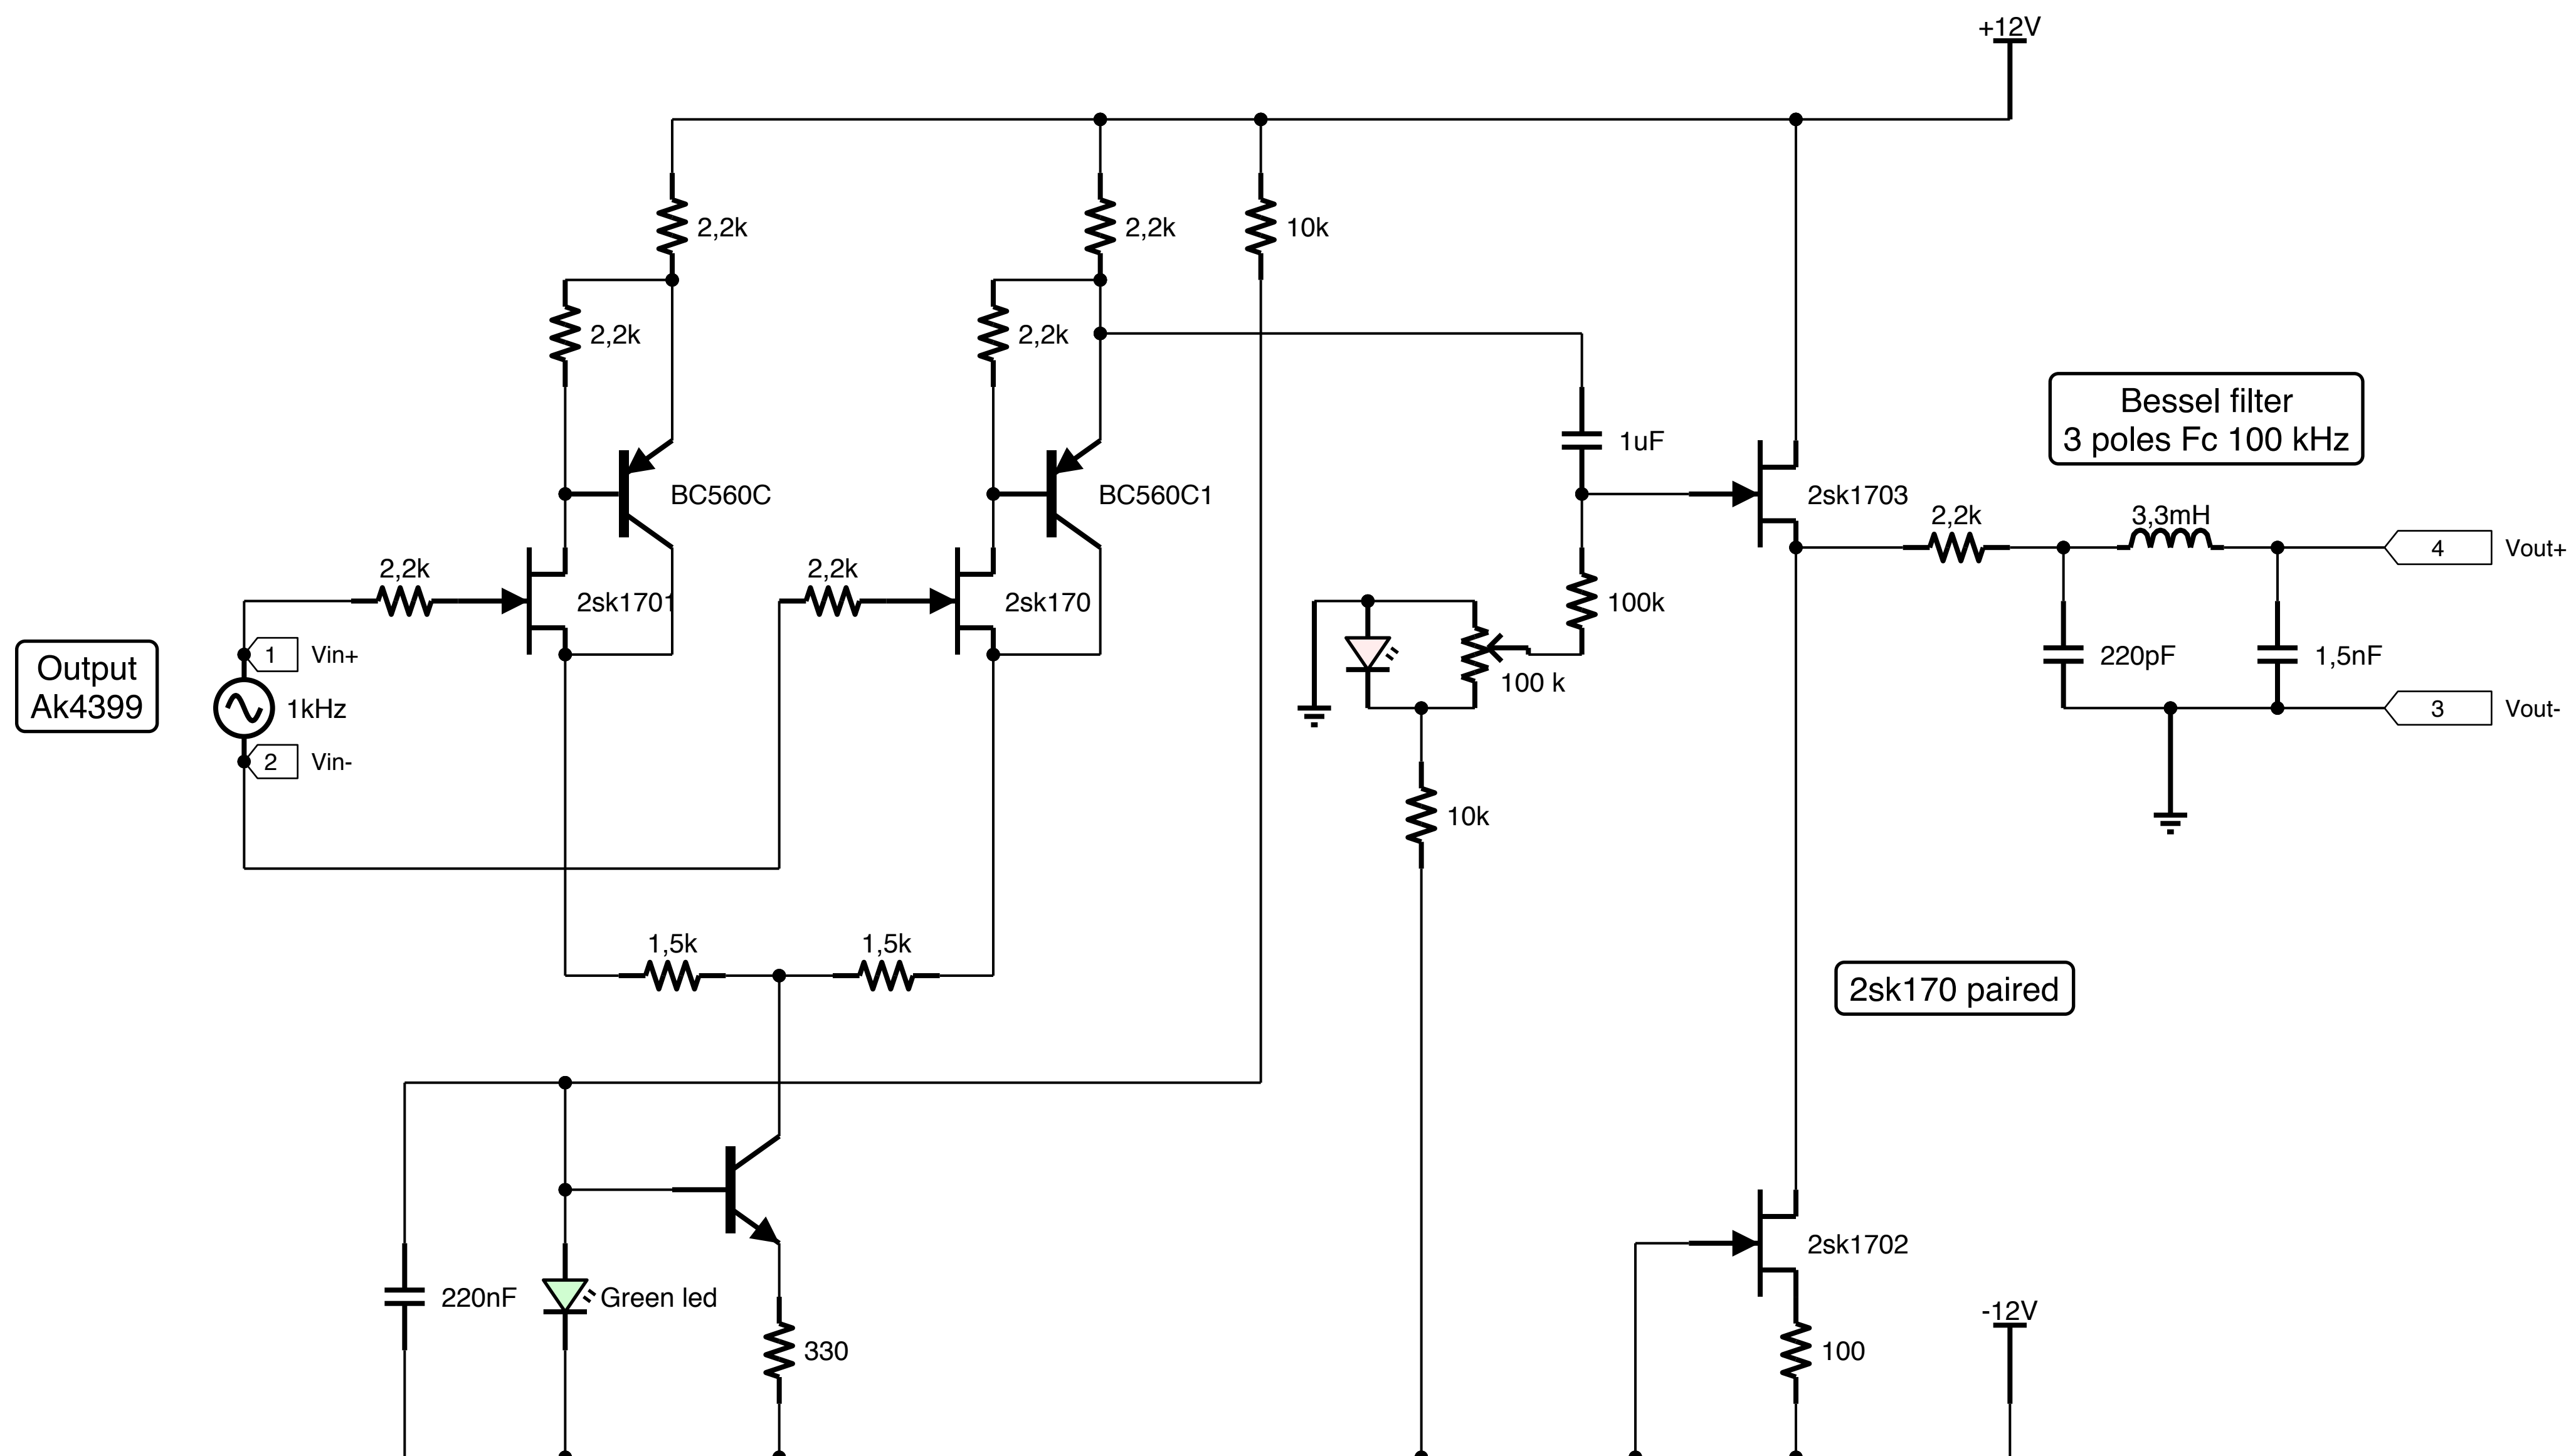 +12V
2,2k
2,2k
10k
2,2k
2,2k
Bessel filter
3 poles Fc 100 kHz
1uF
BC560C
BC560C1
2sk1703
2,2k
3,3mH
4
Vout+
2,2k
2,2k
2sk1701
2sk170
100k
Output
Ak4399
1
Vin+
1kHz
2
Vin-
100 k
220pF
1,5nF
3
Vout-
10k
1,5k
1,5k
2sk170 paired
2sk1702
220nF
Green led
-12V
330
100